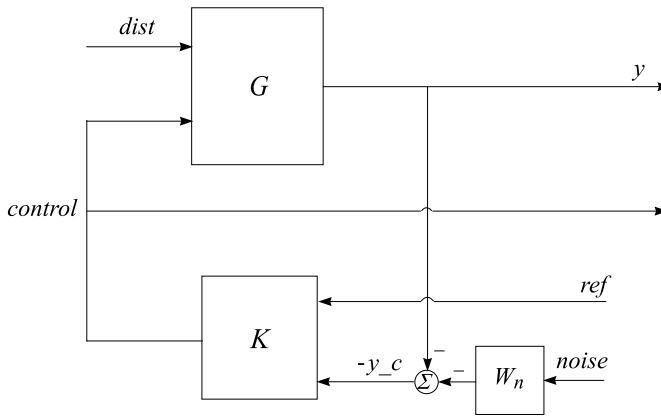 dist
G
y
control
ref
K
–
-y_c
Σ
–
W_n
noise